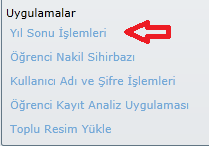 Uygulamalar
Yıl Sonu İşlemleri
Öğrenci Nakil Sihirbazı
Kullanıcı Adı ve Şifre İşlemleri
Öğrenci Kayıt Analiz Uygulaması
Toplu Resim Yükle